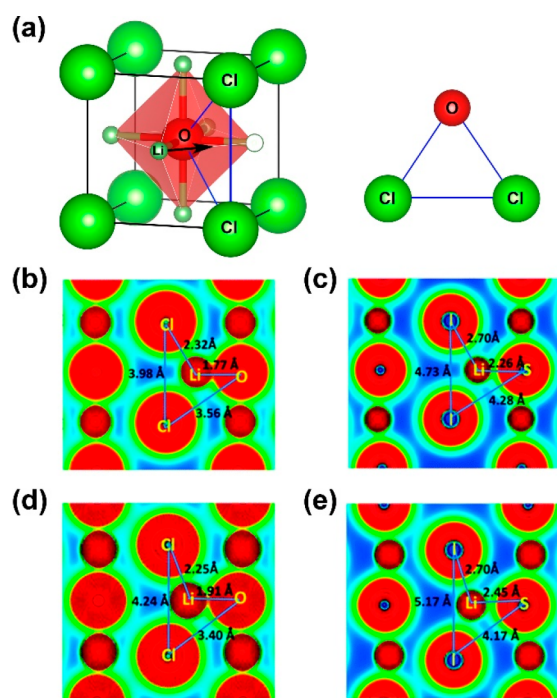 (a)
Cl
O
Li
Cl
O
Cl
Cl
(b)
Cl
2.32Å
1.77 Å
3.98 Å
Li
O
3.56 Å
Cl
(c)
I
2.70Å
2.26 Å
4.73 Å
Li
S
4.28 Å
I
(d)
Cl
2.25Å
1.91 Å
4.24 Å
Li
O
3.40 Å
Cl
(e)
I
2.70 Å
2.45 Å
5.17 Å
Li
S
4.17 Å
I